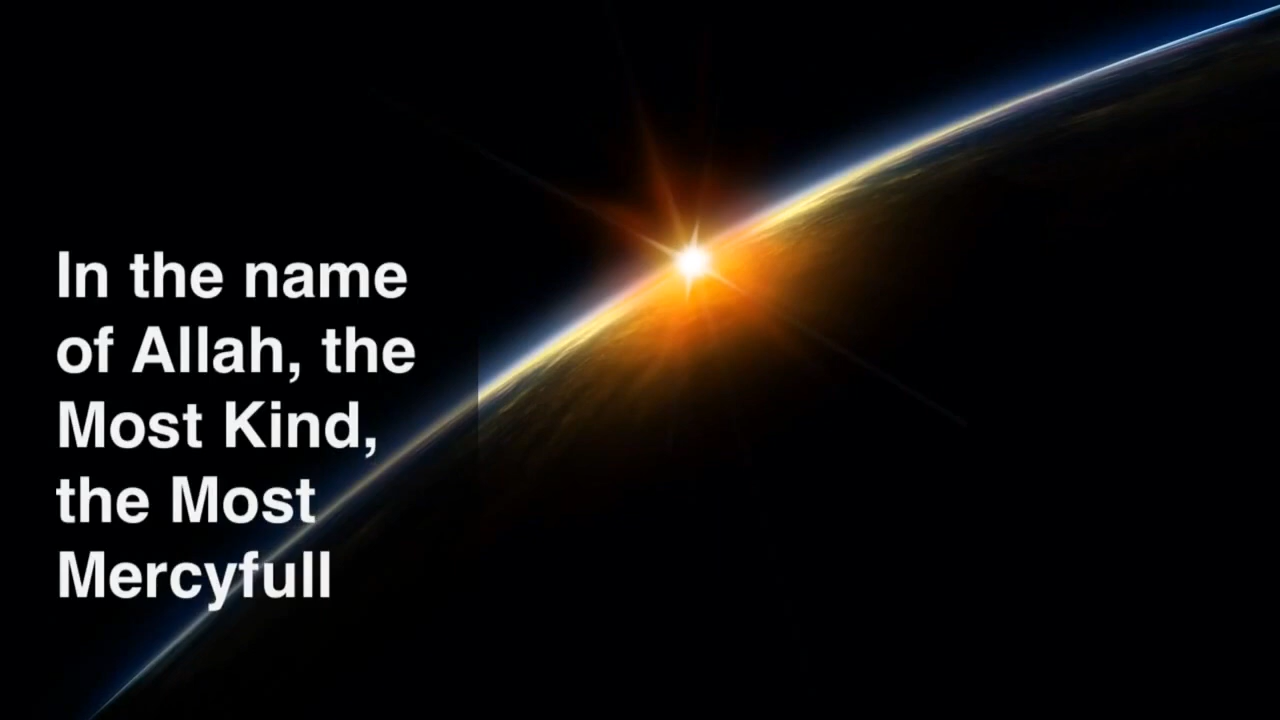 In the name
of Allah, the
Most Kind,
the Most
Mercyfull